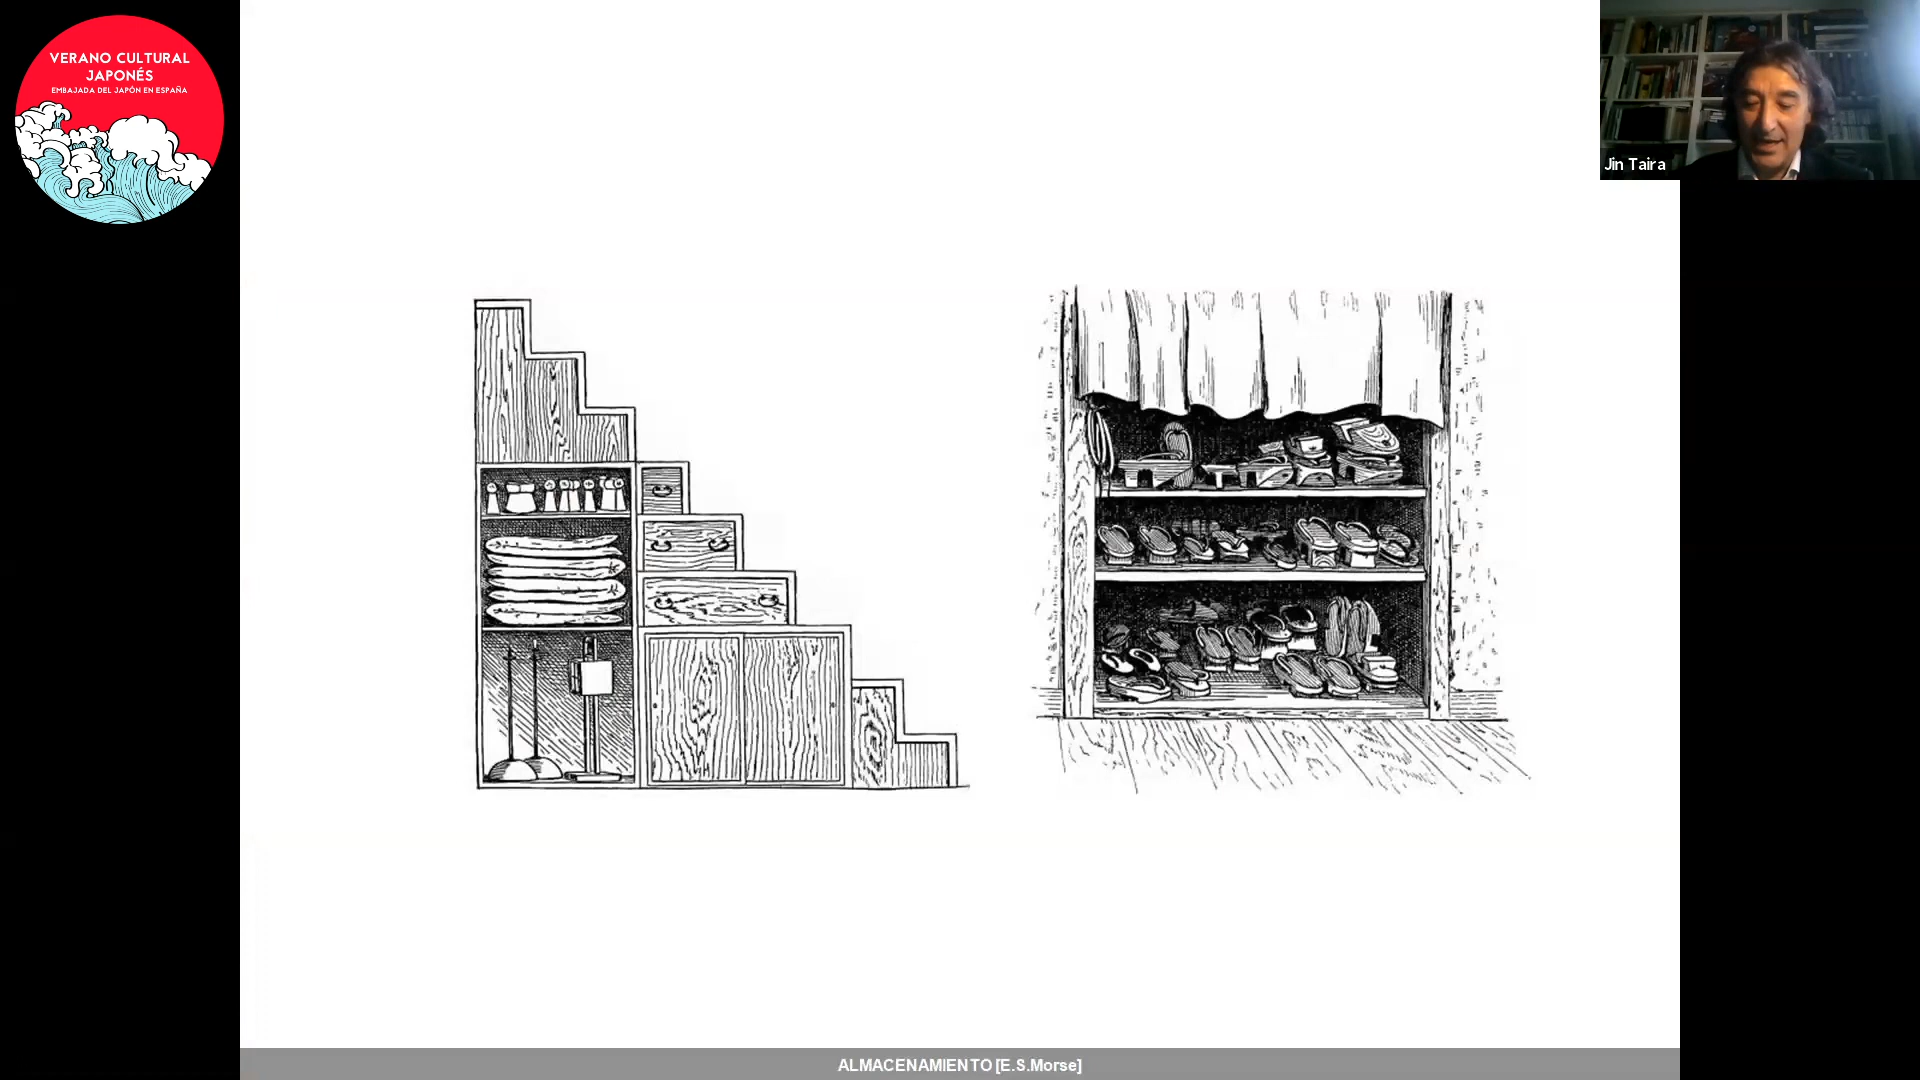 VERANO CULTURAL
JAPONÉS
EMBAJADA DEL JAPÓN EN ESPAÑA
Jin Taira
ALMACENAMIENTO [E.S.Morse]